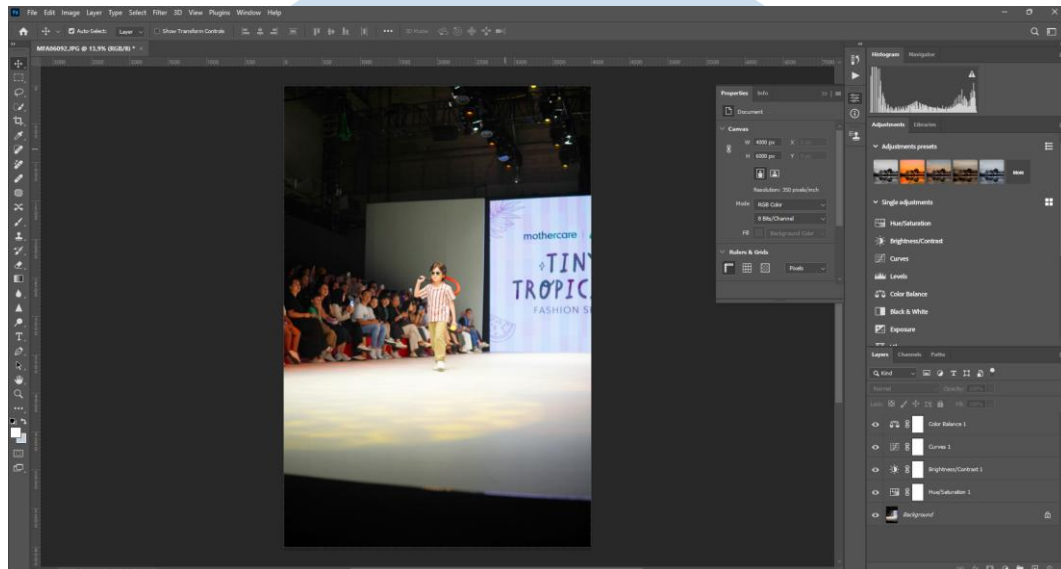 File Edit Image Layer Type Select Filter 3D View Plugins Window Help
Auto-Select: Layer Show Transform Controls 3D Mode
MFA06092.JPG @ 13,9% (RGB/8) *
Histogram Navigator
Properties Info
Document
Canvas
W 4000 px X
H 6000 px Y
Resolution: 350 pixels/inch
Mode RGB Color
8 Bits/Channel
Fill Background Color
Rulers & Grids
Pixels
mothercare
TINY
TROPIC
FASHION S
Adjustments Libraries
Adjustments presets
More
Single adjustments
Hue/Saturation
Brightness/Contrast
Curves
Levels
Color Balance
Black & White
Exposure
Layers Channels Paths
Kind
Normal Opacity: 100%
Lock: Fill: 100%
Color Balance 1
Curves 1
Brightness/Contrast 1
Hue/Saturation 1
Background